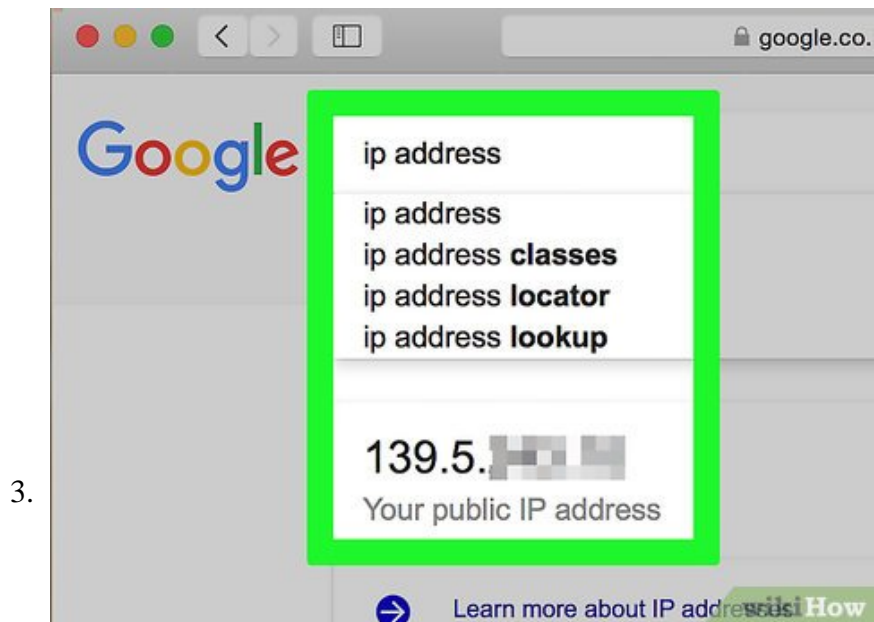 google.co.
Google
ip address
ip address
ip address classes
ip address locator
ip address lookup
139.5.
Your public IP address
3.
Learn more about IP addresses
wikiHow